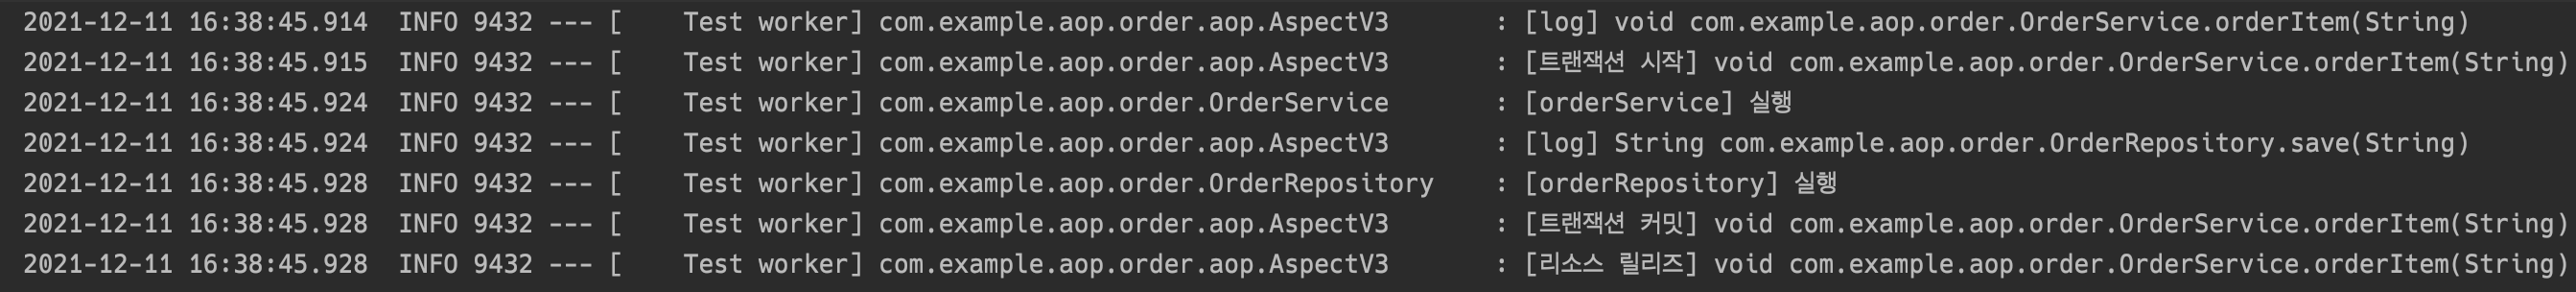 2021-12-11 16:38:45.914  INFO 9432 --- [    Test worker] com.example.aop.order.aop.AspectV3       : [log] void com.example.aop.order.OrderService.orderItem(String)
2021-12-11 16:38:45.915  INFO 9432 --- [    Test worker] com.example.aop.order.aop.AspectV3       : [트랜잭션 시작] void com.example.aop.order.OrderService.orderItem(String)
2021-12-11 16:38:45.924  INFO 9432 --- [    Test worker] com.example.aop.order.OrderService       : [orderService] 실행
2021-12-11 16:38:45.924  INFO 9432 --- [    Test worker] com.example.aop.order.aop.AspectV3       : [log] String com.example.aop.order.OrderRepository.save(String)
2021-12-11 16:38:45.928  INFO 9432 --- [    Test worker] com.example.aop.order.OrderRepository    : [orderRepository] 실행
2021-12-11 16:38:45.928  INFO 9432 --- [    Test worker] com.example.aop.order.aop.AspectV3       : [트랜잭션 커밋] void com.example.aop.order.OrderService.orderItem(String)
2021-12-11 16:38:45.928  INFO 9432 --- [    Test worker] com.example.aop.order.aop.AspectV3       : [리소스 릴리즈] void com.example.aop.order.OrderService.orderItem(String)